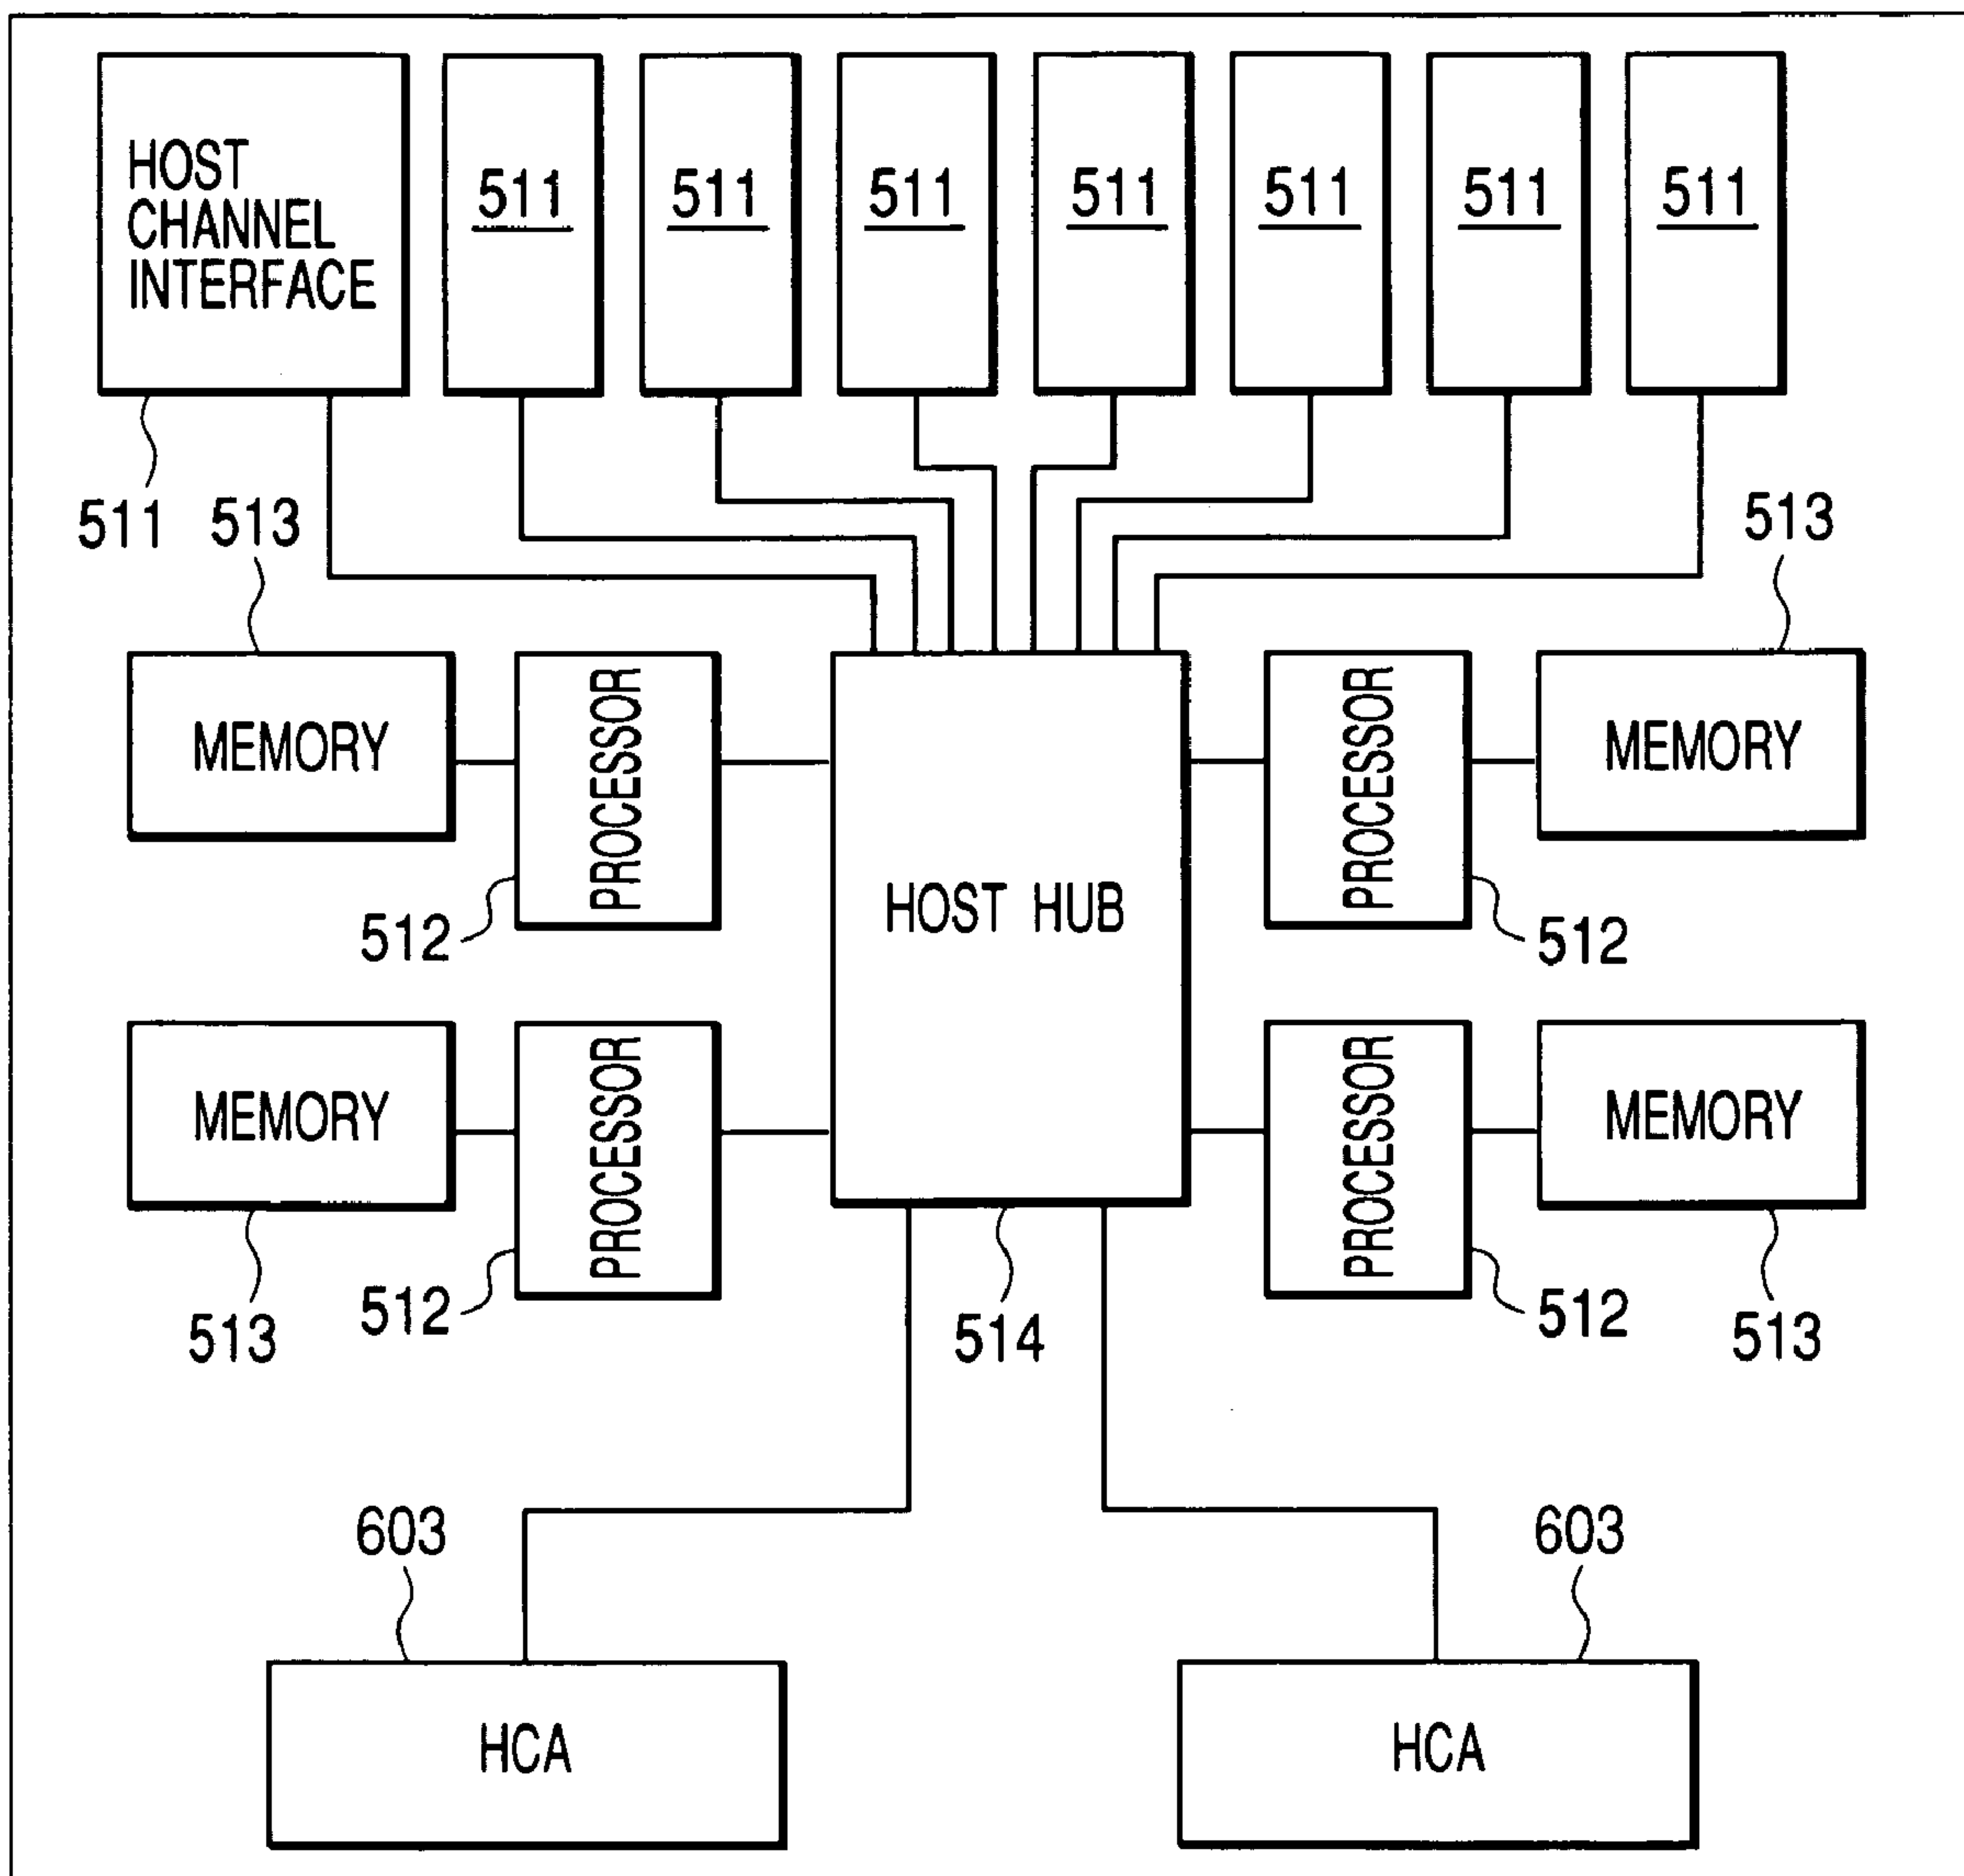 HOST
CHANNEL
INTERFACE
511
511
511
511
511
511
511
511
513
513
MEMORY
PROCESSOR
HOST HUB
PROCESSOR
MEMORY
512
512
MEMORY
PROCESSOR
PROCESSOR
MEMORY
513
512
514
512
513
603
603
HCA
HCA